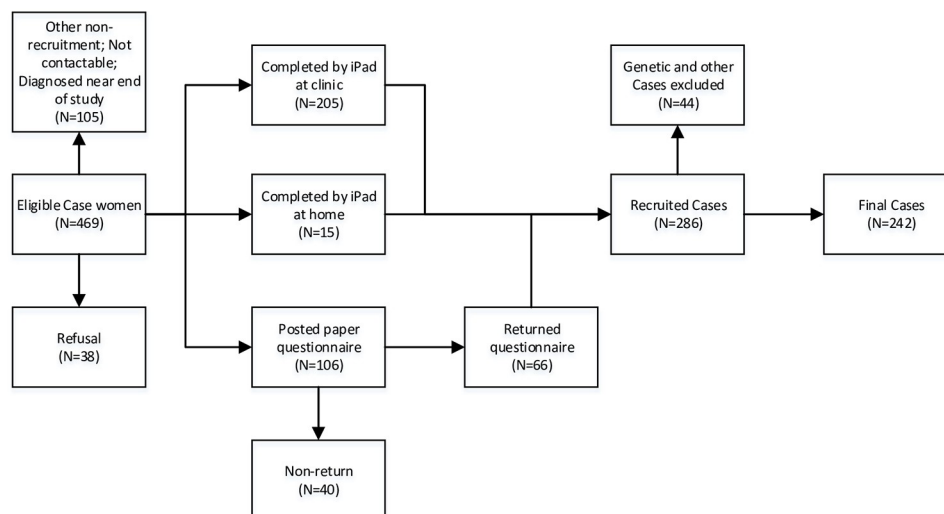 Other non-
recruitment; Not
contactable;
Diagnosed near end
of study
(N=105)
Eligible Case women
(N=469)
Refusal
(N=38)
Completed by iPad
at clinic
(N=205)
Completed by iPad
at home
(N=15)
Posted paper
questionnaire
(N=106)
Non-return
(N=40)
Returned
questionnaire
(N=66)
Genetic and other
Cases excluded
(N=44)
Recruited Cases
(N=286)
Final Cases
(N=242)